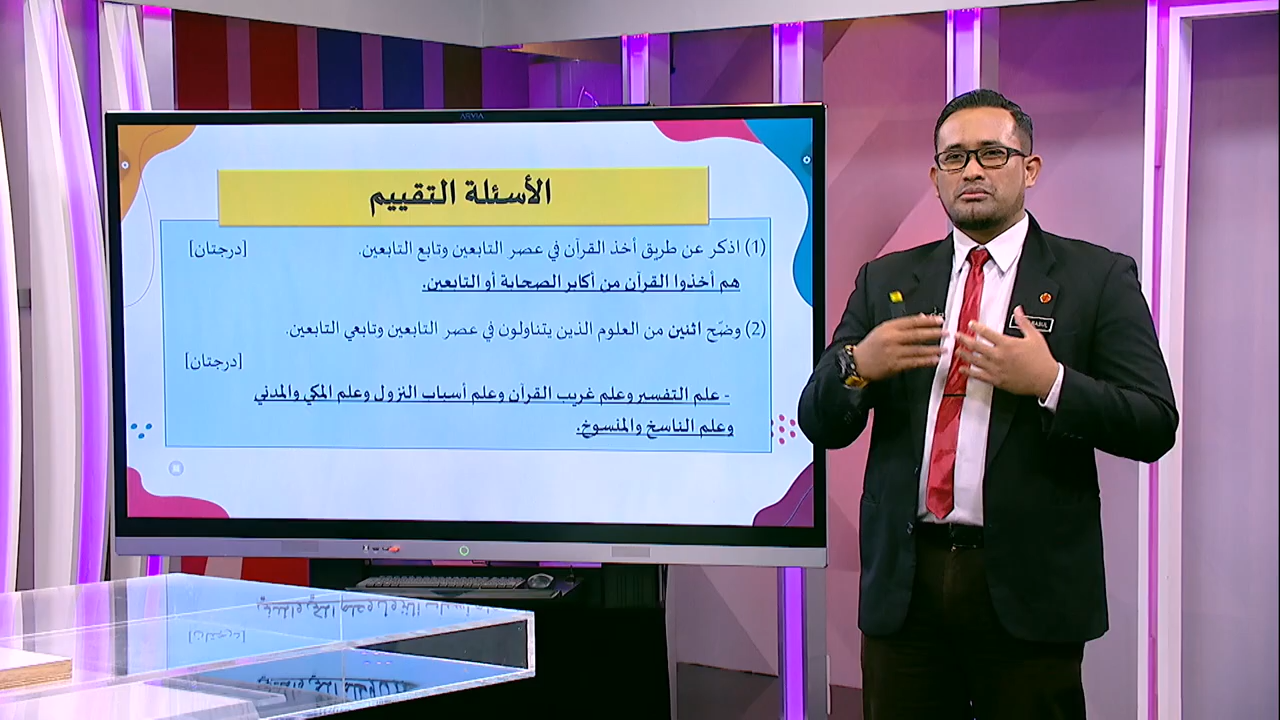 ARVIA
الأسئلة التقييم
(1) اذكر عن طريق أخذ القرآن في عصر التابعين وتابع التابعين. [درجتان]
هم أخذوا القرآن من أكابر الصحابة أو التابعين.
(2) وضّح اثنين من العلوم الذين يتناولون في عصر التابعين وتابعي التابعين.
[درجتان]
- علم التفسير وعلم غريب القرآن وعلم أسباب النزول وعلم المكي والمدني
وعلم الناسخ والمنسوخ.